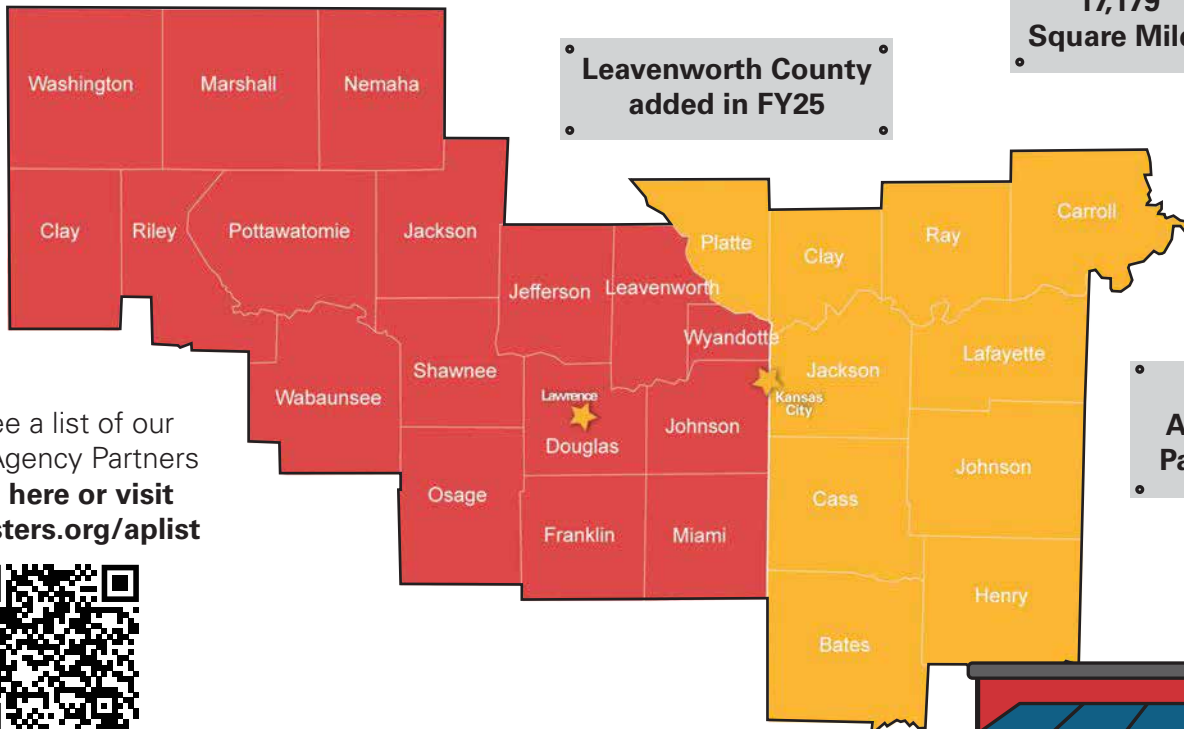 17,179
Square Mile
Leavenworth County
added in FY25
Washington
Marshall
Nemaha
Clay
Riley
Pottawatomie
Jackson
Jefferson
Leavenworth
Platte
Clay
Ray
Carroll
Wyandotte
Wabaunsee
Shawnee
Lawrence
Douglas
Johnson
Kansas
City
Jackson
Lafayette
Osage
Franklin
Miami
Cass
Johnson
Bates
Henry
ee a list of our
Agency Partners
here or visit
sters.org/aplist
A
Pa